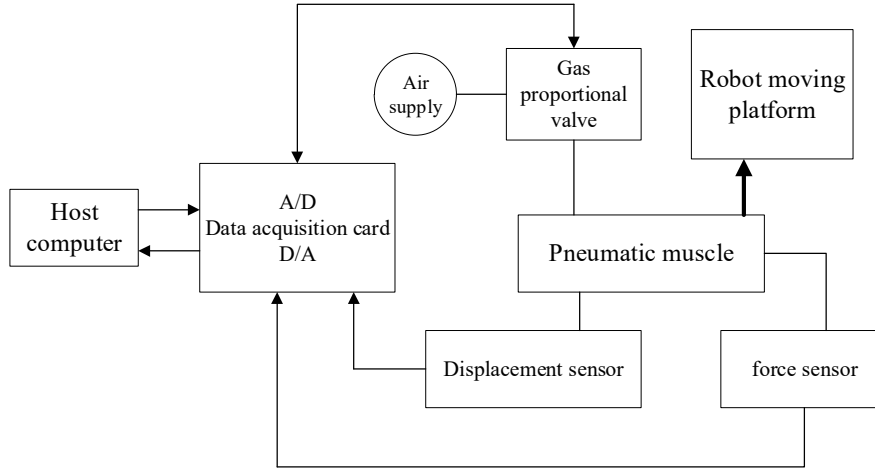 Air
supply
Gas
proportional
valve
Robot moving
platform
Host
computer
A/D
Data acquisition card
D/A
Pneumatic muscle
Displacement sensor
force sensor